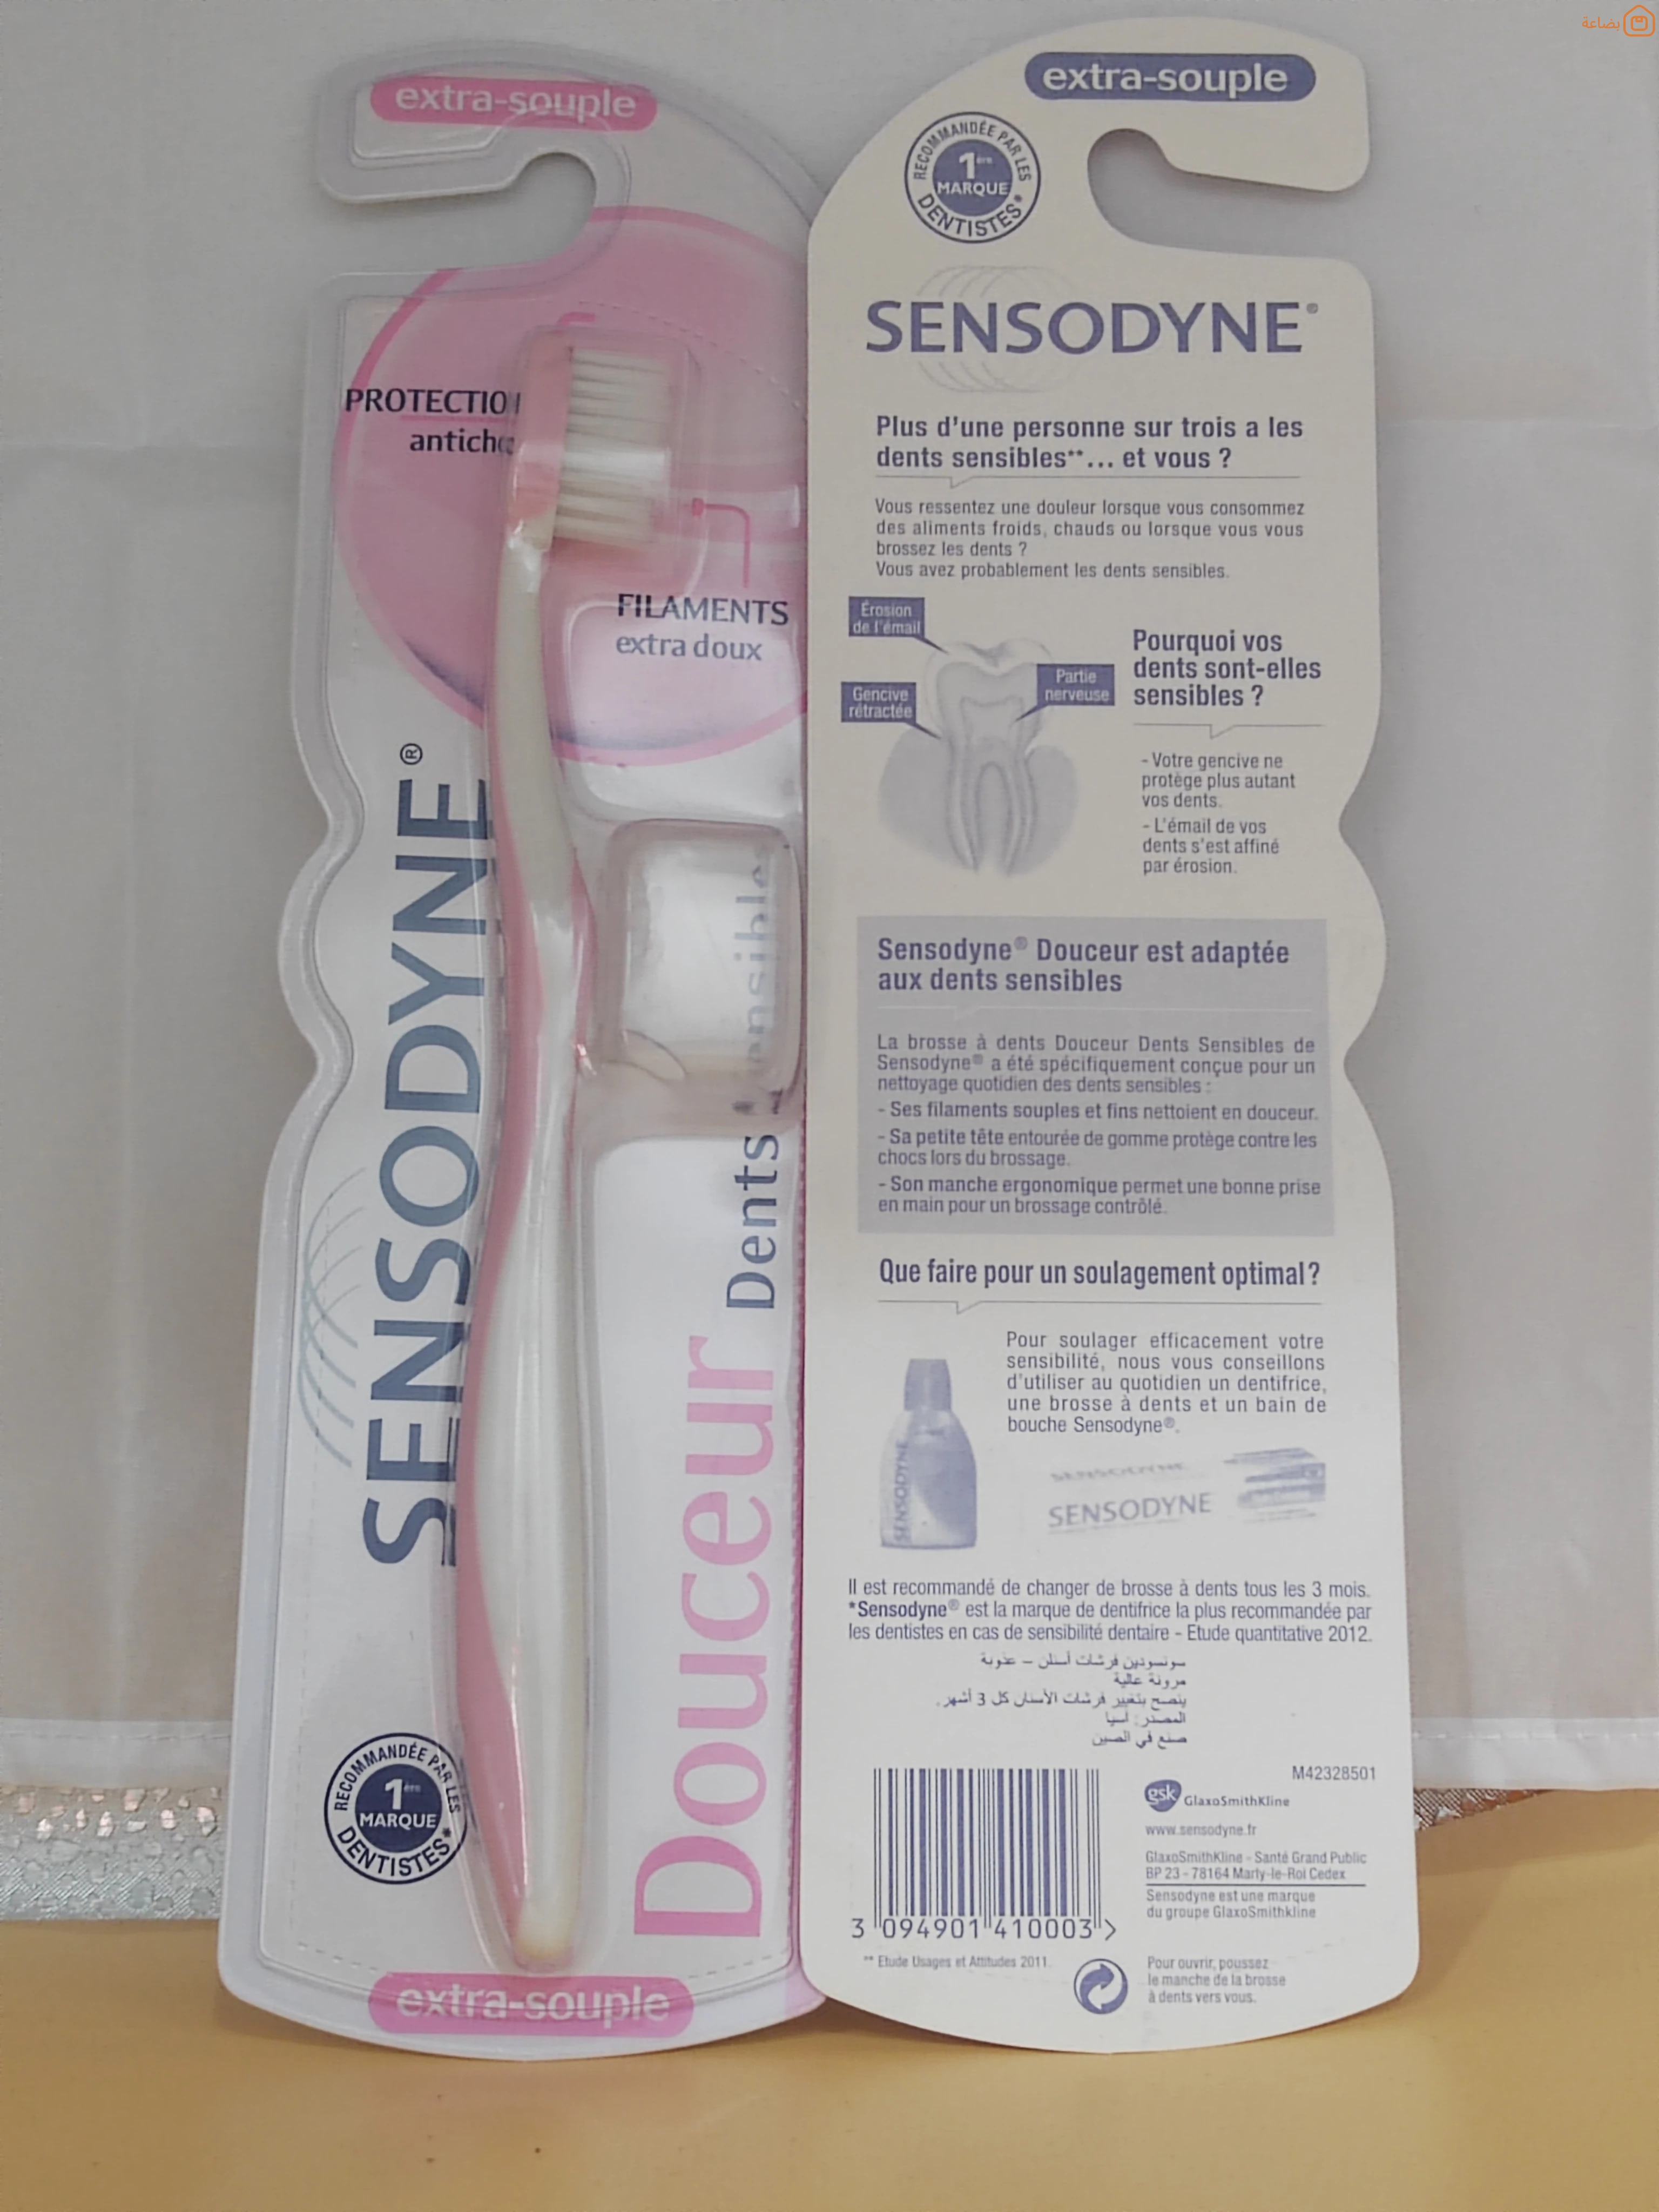 بضاعة
extra-souple
PROTECTION
antich
FILAMENTS
extra doux
SENSODYNE®
Douceur
Dents sensible
RECOMMANDÉE PAR LES
1ère
MARQUE
DENTISTES*
extra-souple
extra-souple
RECOMMANDÉE PAR LES
1ère
MARQUE
DENTISTES*
SENSODYNE®
Plus d'une personne sur trois a les
dents sensibles**... et vous ?
Vous ressentez une douleur lorsque vous consommez
des aliments froids, chauds ou lorsque vous vous
brossez les dents ?
Vous avez probablement les dents sensibles.
Érosion
de l'émail
Gencive
rétractée
Partie
nerveuse
Pourquoi vos
dents sont-elles
sensibles ?
- Votre gencive ne
protège plus autant
vos dents.
- L'émail de vos
dents s'est affiné
par érosion.
Sensodyne® Douceur est adaptée
aux dents sensibles
La brosse à dents Douceur Dents Sensibles de
Sensodyne® a été spécifiquement conçue pour un
nettoyage quotidien des dents sensibles :
- Ses filaments souples et fins nettoient en douceur.
- Sa petite tête entourée de gomme protège contre les
chocs lors du brossage.
- Son manche ergonomique permet une bonne prise
en main pour un brossage contrôlé.
Que faire pour un soulagement optimal ?
Pour soulager efficacement votre
sensibilité, nous vous conseillons
d'utiliser au quotidien un dentifrice,
une brosse à dents et un bain de
bouche Sensodyne®.
SENSODYNE
SENSODYNE
SENSODYNE
Il est recommandé de changer de brosse à dents tous les 3 mois.
*Sensodyne® est la marque de dentifrice la plus recommandée par
les dentistes en cas de sensibilité dentaire - Etude quantitative 2012.
سونسودين فرشات أسنلن – عذوبة
مرونة عالية
ينصح بتغيير فرشات الأسنان كل 3 أشهر.
المصدر: آسيا
صنع في الصين
M42328501
gsk GlaxoSmithKline
www.sensodyne.fr
GlaxoSmithKline - Santé Grand Public
BP 23 - 78164 Marly-le-Roi Cedex
Sensodyne est une marque
du groupe GlaxoSmithkline
3 094901 410003 >
** Etude Usages et Attitudes 2011.
Pour ouvrir, poussez
le manche de la brosse
à dents vers vous.